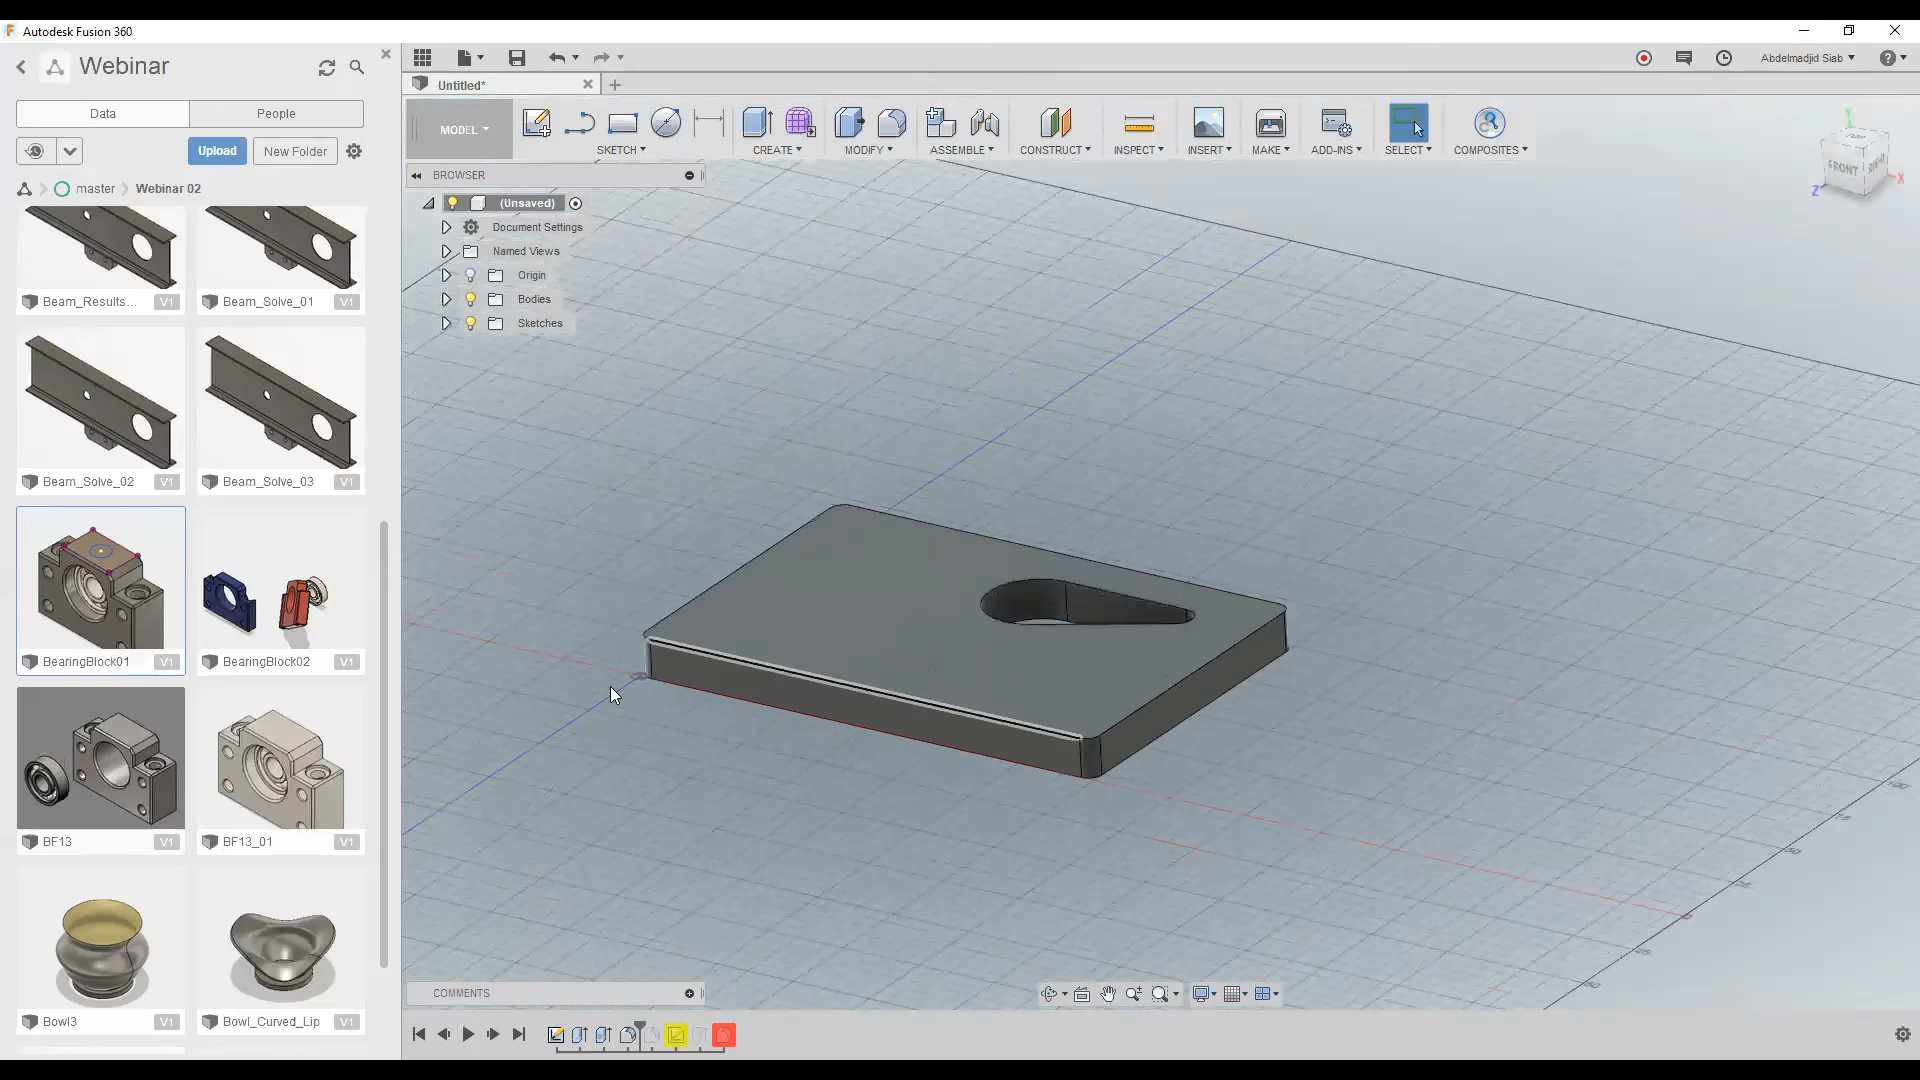 Autodesk Fusion 360
Webinar
Data
People
Upload
New Folder
master
Webinar 02
Beam_Results...
V1
Beam_Solve_01
V1
Beam_Solve_02
V1
Beam_Solve_03
V1
BearingBlock01
V1
BearingBlock02
V1
BF13
V1
BF13_01
V1
Bowl3
V1
Bowl_Curved_Lip
V1
Untitled*
Abdelmadjid Siab
MODEL
SKETCH
CREATE
MODIFY
ASSEMBLE
CONSTRUCT
INSPECT
INSERT
MAKE
ADD-INS
SELECT
COMPOSITES
BROWSER
(Unsaved)
Document Settings
Named Views
Origin
Bodies
Sketches
Y
FRONT
RIGHT
X
Z
COMMENTS